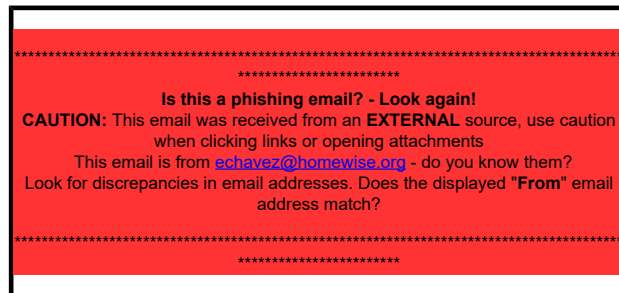 *******************************************************************************************
************************
Is this a phishing email? - Look again!
CAUTION: This email was received from an EXTERNAL source, use caution
when clicking links or opening attachments
This email is from echavez@homewise.org - do you know them?
Look for discrepancies in email addresses. Does the displayed "From" email
address match?
*******************************************************************************************
************************